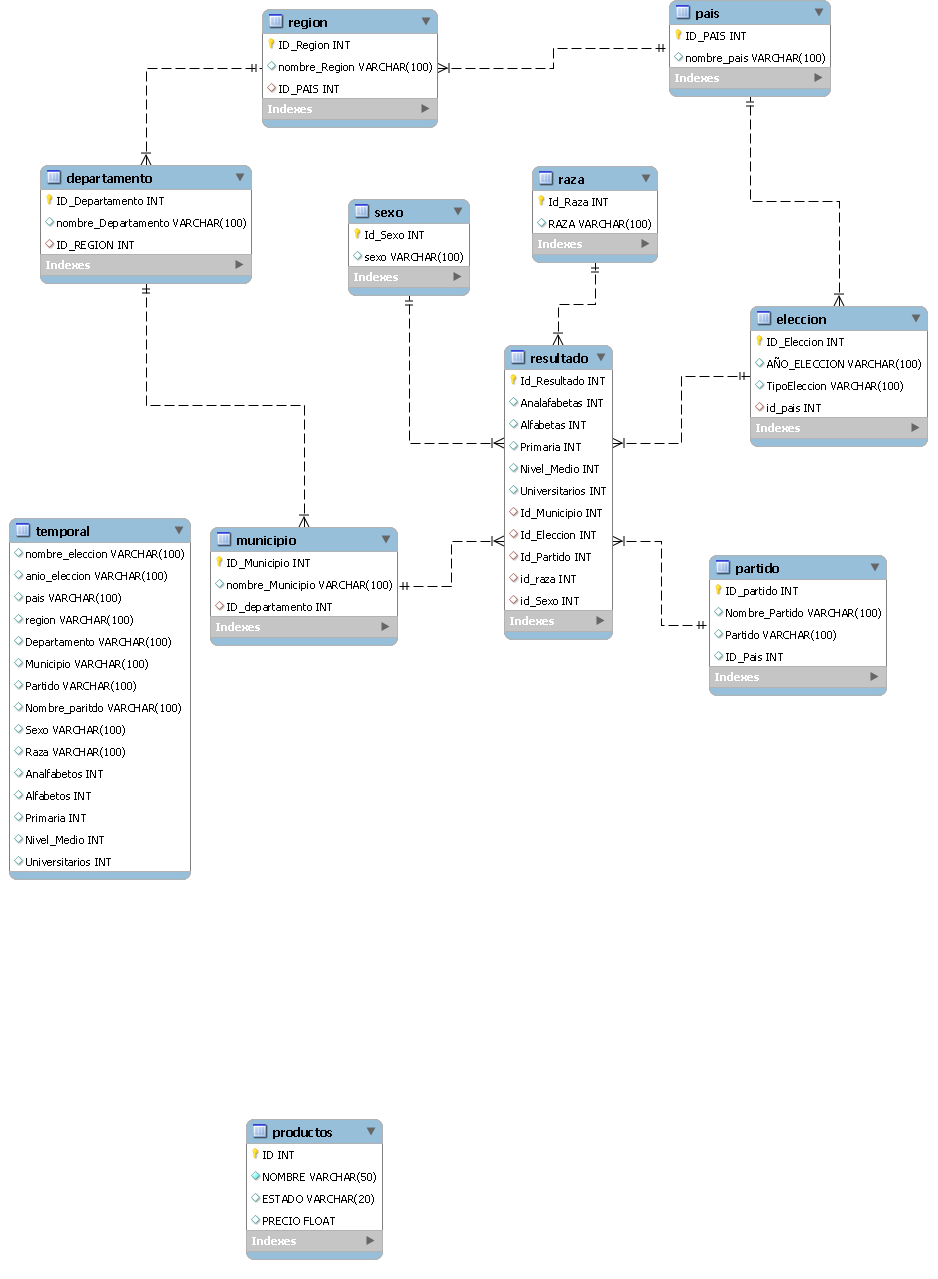 region
ID_Region INT
nombre_Region VARCHAR(100)
ID_PAIS INT
Indexes
pais
ID_PAIS INT
nombre_pais VARCHAR(100)
Indexes
departamento
ID_Departamento INT
nombre_Departamento VARCHAR(100)
ID_REGION INT
Indexes
sexo
Id_Sexo INT
sexo VARCHAR(100)
Indexes
raza
Id_Raza INT
RAZA VARCHAR(100)
Indexes
eleccion
ID_Eleccion INT
AÑO_ELECCION VARCHAR(100)
TipoEleccion VARCHAR(100)
id_pais INT
Indexes
resultado
Id_Resultado INT
Analafabetas INT
Alfabetas INT
Primaria INT
Nivel_Medio INT
Universitarios INT
Id_Municipio INT
Id_Eleccion INT
Id_Partido INT
id_raza INT
id_Sexo INT
Indexes
temporal
nombre_eleccion VARCHAR(100)
anio_eleccion VARCHAR(100)
pais VARCHAR(100)
region VARCHAR(100)
Departamento VARCHAR(100)
Municipio VARCHAR(100)
Partido VARCHAR(100)
Nombre_paritdo VARCHAR(100)
Sexo VARCHAR(100)
Raza VARCHAR(100)
Analfabetos INT
Alfabetos INT
Primaria INT
Nivel_Medio INT
Universitarios INT
municipio
ID_Municipio INT
nombre_Municipio VARCHAR(100)
ID_departamento INT
Indexes
partido
ID_partido INT
Nombre_Partido VARCHAR(100)
Partido VARCHAR(100)
ID_Pais INT
Indexes
productos
ID INT
NOMBRE VARCHAR(50)
ESTADO VARCHAR(20)
PRECIO FLOAT
Indexes